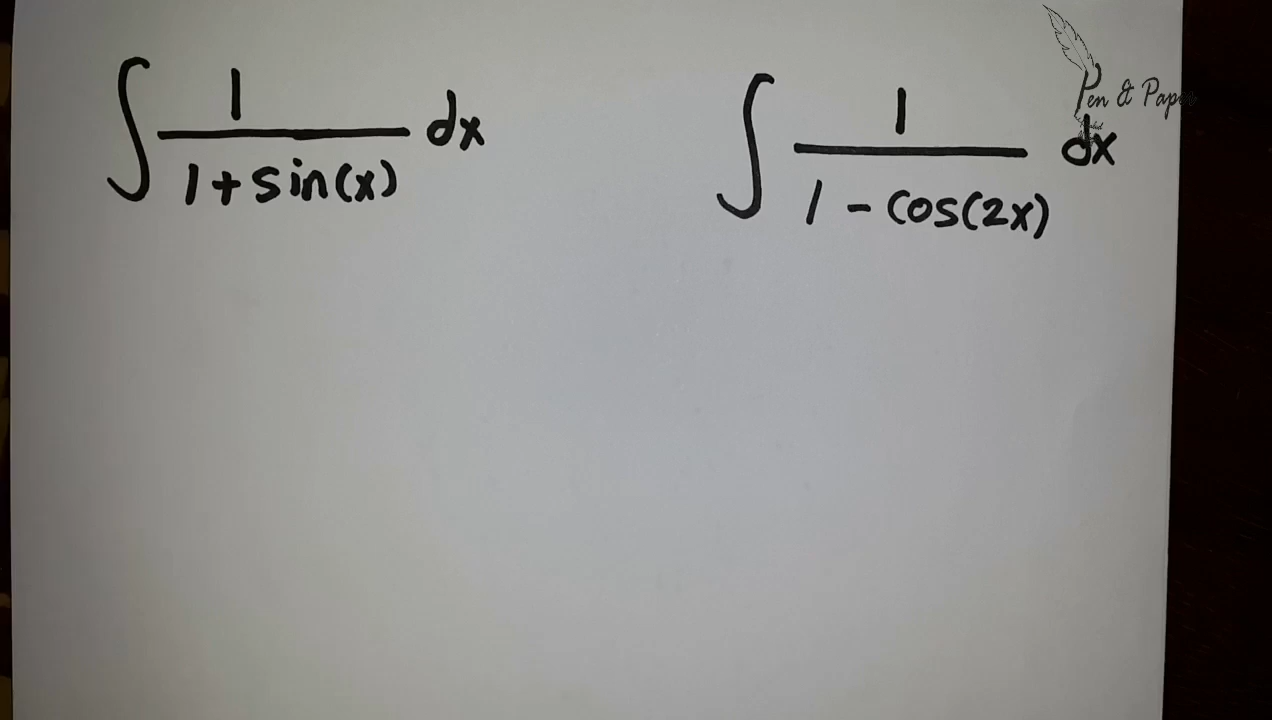 ∫ 1/(1+sin(x)) dx
∫ 1/(1-cos(2x)) dx
Pen & Paper